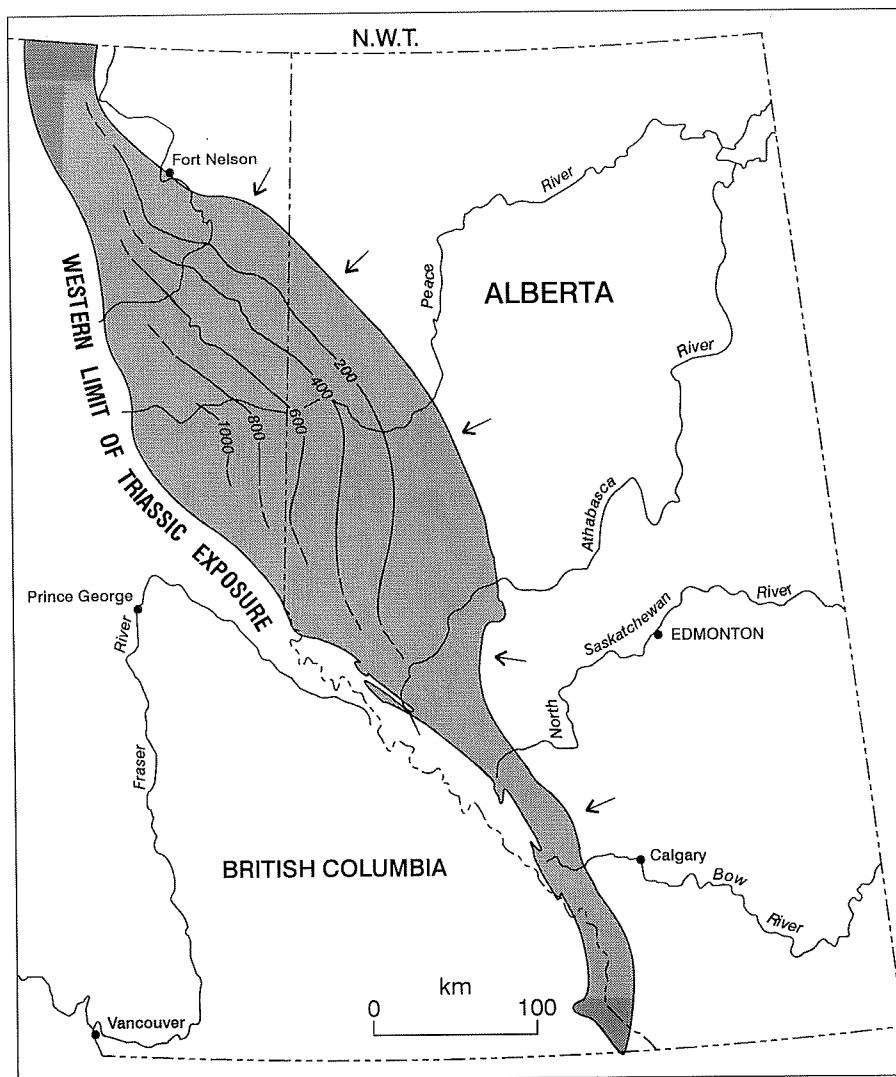 N.W.T.
Fort Nelson
River
Peace
ALBERTA
River
WESTERN LIMIT OF TRIASSIC EXPOSURE
200
400
600
800
1000
Athabasca
Prince George
River
Saskatchewan
River
EDMONTON
North
Fraser
BRITISH COLUMBIA
Calgary
Bow
River
km
0 100
Vancouver